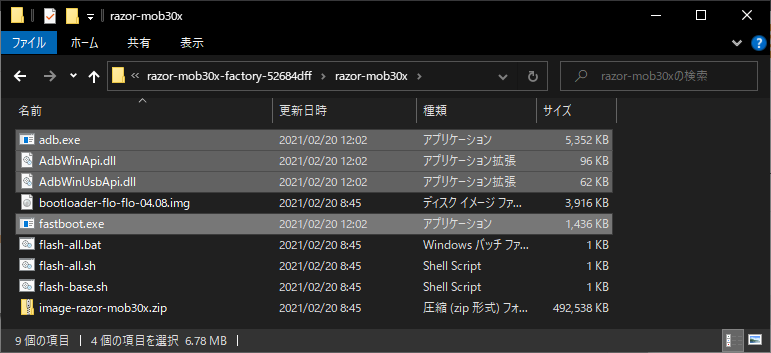 razor-mob30x
ファイル ホーム 共有 表示
« razor-mob30x-factory-52684dff › razor-mob30x › razor-mob30xの検索
名前 更新日時 種類 サイズ
adb.exe 2021/02/20 12:02 アプリケーション 5,352 KB
AdbWinApi.dll 2021/02/20 12:02 アプリケーション拡張 96 KB
AdbWinUsbApi.dll 2021/02/20 12:02 アプリケーション拡張 62 KB
bootloader-flo-flo-04.08.img 2021/02/20 8:45 ディスク イメージ ファ... 3,916 KB
fastboot.exe 2021/02/20 12:02 アプリケーション 1,436 KB
flash-all.bat 2021/02/20 8:45 Windows バッチ ファ... 1 KB
flash-all.sh 2021/02/20 8:45 Shell Script 1 KB
flash-base.sh 2021/02/20 8:45 Shell Script 1 KB
image-razor-mob30x.zip 2021/02/20 8:45 圧縮 (zip 形式) フォ... 492,538 KB
9 個の項目 4 個の項目を選択 6.78 MB